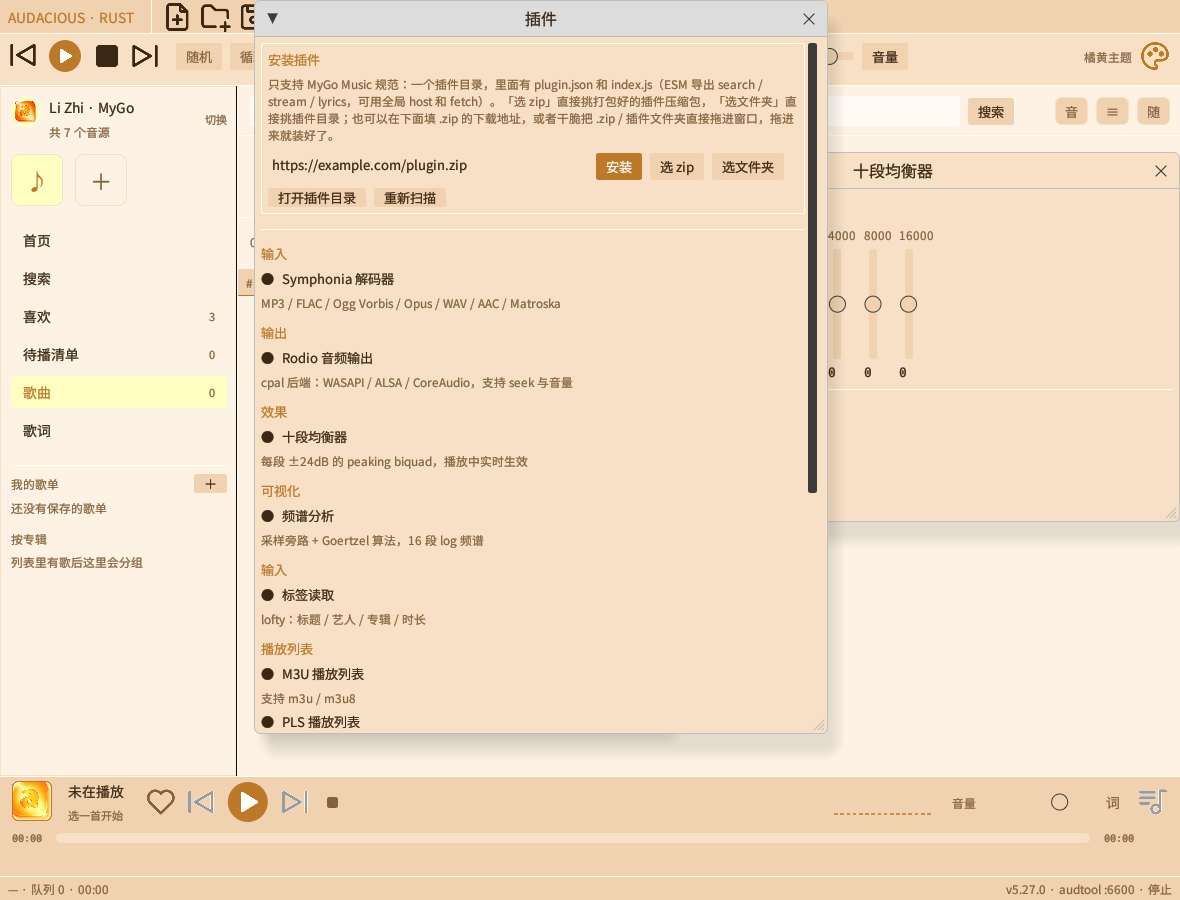 AUDACIOUS · RUST
插件
随机
音量
橘黄主题
Li Zhi · MyGo
共 7 个音源
切换
安装插件
只支持 MyGo Music 规范：一个插件目录，里面有 plugin.json 和 index.js（ESM 导出 search /
stream / lyrics，可用全局 host 和 fetch）。「选 zip」直接挑打包好的插件压缩包，「选文件夹」直
接挑插件目录；也可以在下面填 .zip 的下载地址，或者干脆把 .zip / 插件文件夹直接拖进窗口，拖进
来就装好了。
https://example.com/plugin.zip
安装
选 zip
选文件夹
打开插件目录
重新扫描
搜索
音
随
十段均衡器
4000 8000 16000
0 0 0
首页
搜索
喜欢 3
待播清单 0
歌曲 0
歌词
#
我的歌单
还没有保存的歌单
按专辑
列表里有歌后这里会分组
输入
Symphonia 解码器
MP3 / FLAC / Ogg Vorbis / Opus / WAV / AAC / Matroska
输出
Rodio 音频输出
cpal 后端：WASAPI / ALSA / CoreAudio，支持 seek 与音量
效果
十段均衡器
每段 ±24dB 的 peaking biquad，播放中实时生效
可视化
频谱分析
采样旁路 + Goertzel 算法，16 段 log 频谱
输入
标签读取
lofty：标题 / 艺人 / 专辑 / 时长
播放列表
M3U 播放列表
支持 m3u / m3u8
PLS 播放列表
未在播放
选一首开始
音量
词
00:00
00:00
— · 队列 0 · 00:00
v5.27.0 · audtool :6600 · 停止